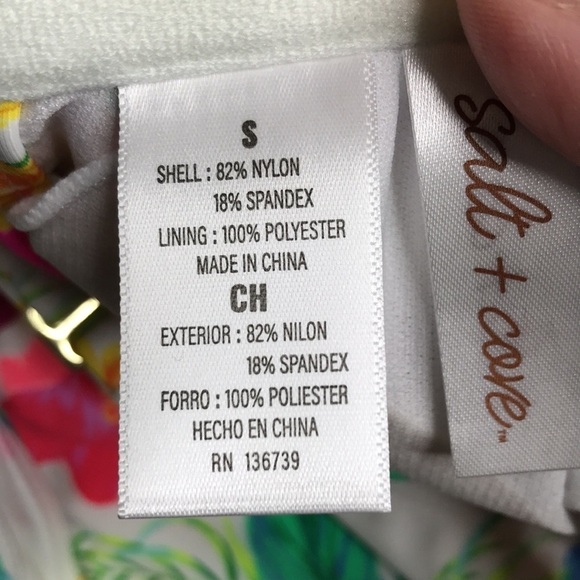 S
SHELL : 82% NYLON
18% SPANDEX
LINING : 100% POLYESTER
MADE IN CHINA
CH
EXTERIOR : 82% NILON
18% SPANDEX
FORRO : 100% POLIESTER
HECHO EN CHINA
RN 136739
salt + cove™